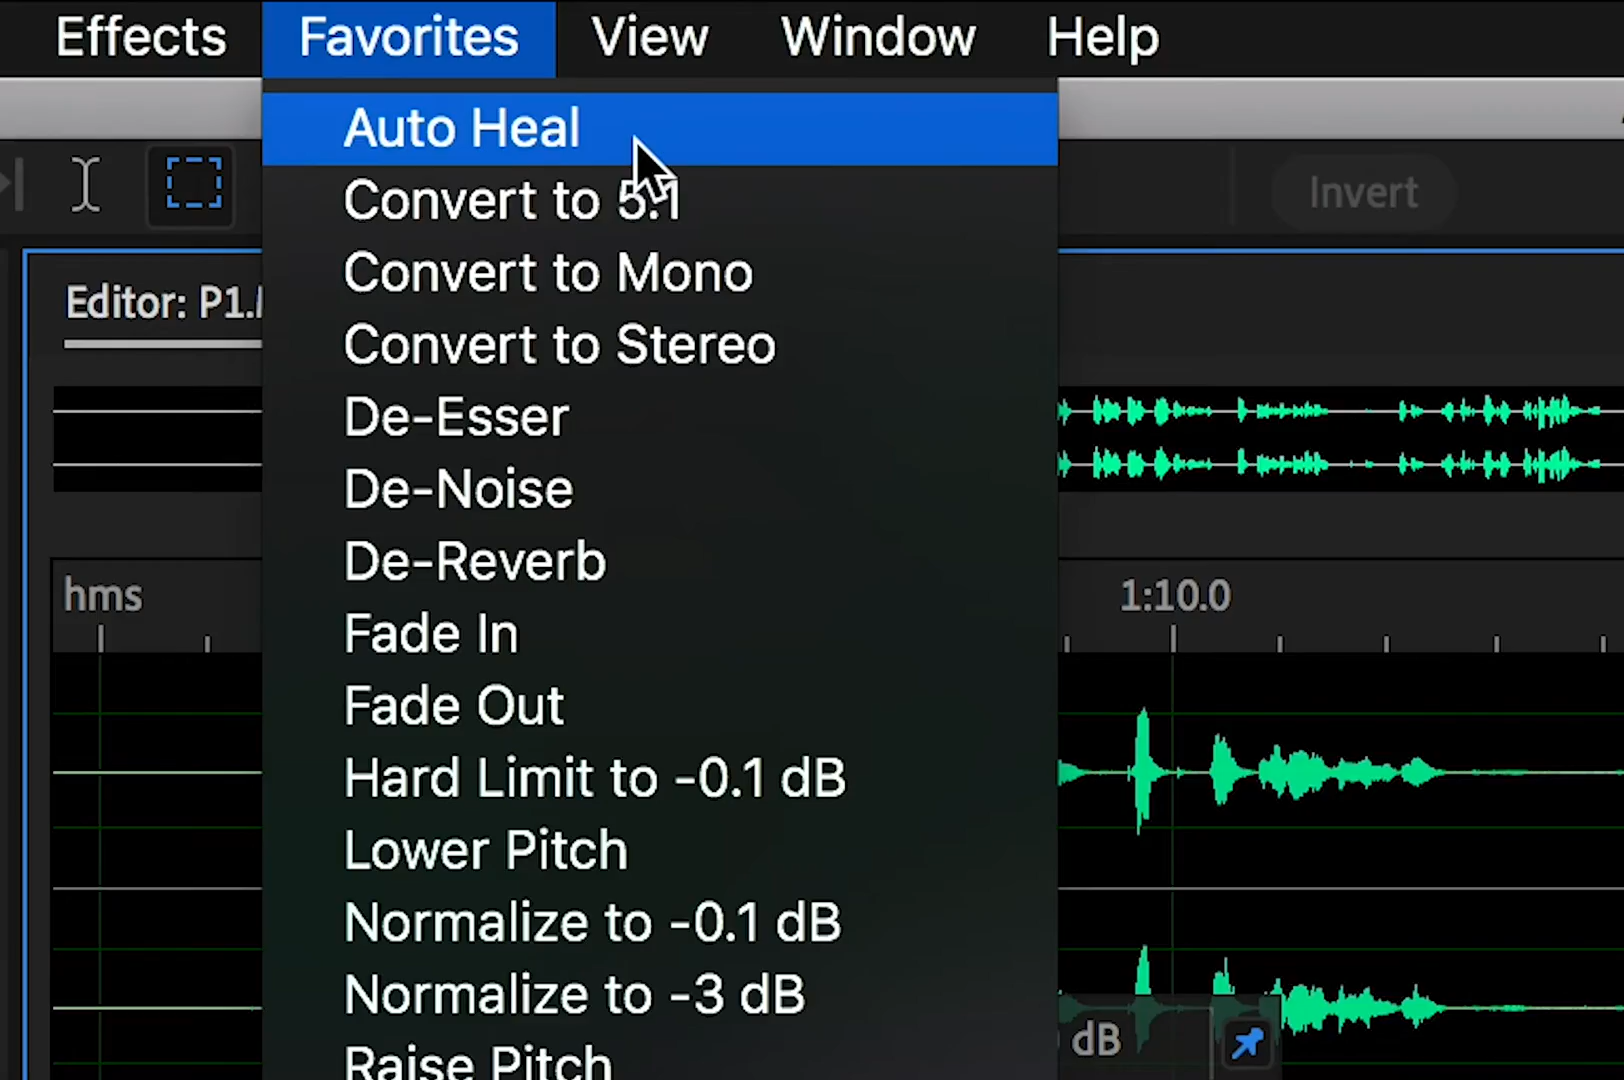 Effects Favorites View Window Help
Auto Heal
Convert to 5.1
Invert
Convert to Mono
Editor: P1.
Convert to Stereo
De-Esser
De-Noise
De-Reverb
hms 1:10.0
Fade In
Fade Out
Hard Limit to -0.1 dB
Lower Pitch
Normalize to -0.1 dB
Normalize to -3 dB
dB
Raise Pitch